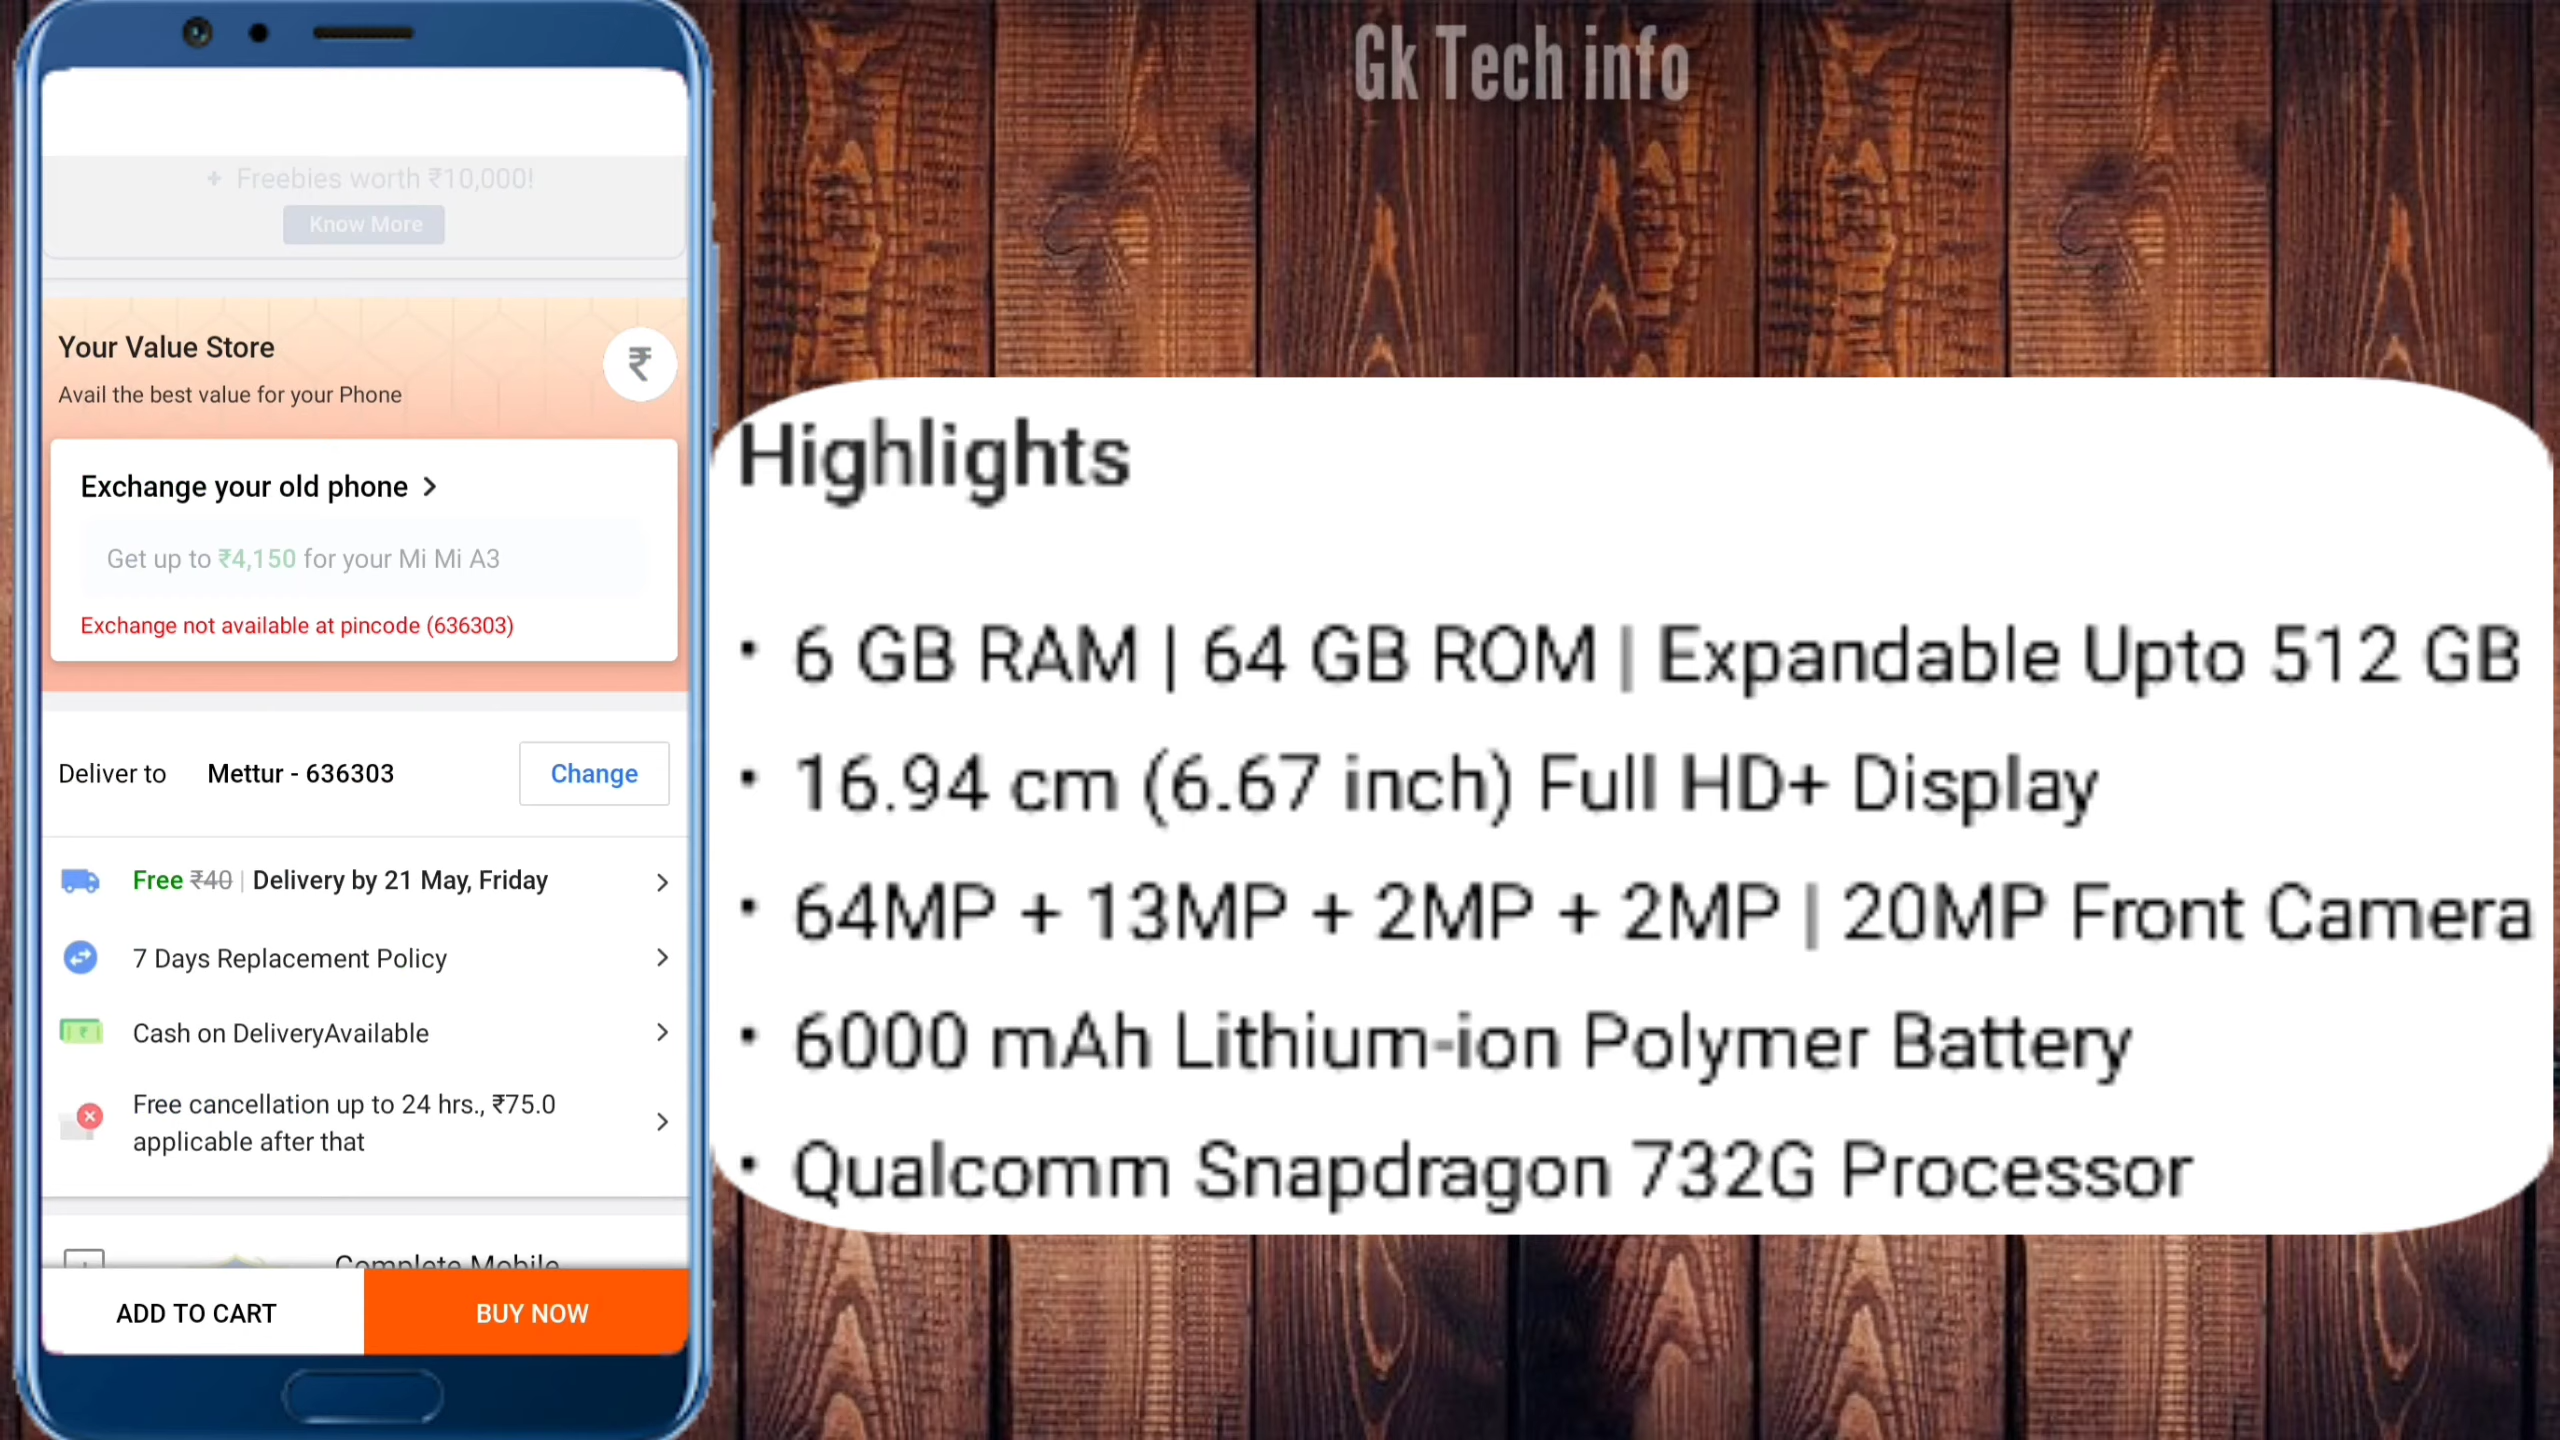 Gk Tech info
+ Freebies worth ₹10,000!
Know More
Your Value Store
₹
Avail the best value for your Phone
Exchange your old phone
Get up to ₹4,150 for your Mi Mi A3
Exchange not available at pincode (636303)
Deliver to Mettur - 636303 Change
Free ₹40 | Delivery by 21 May, Friday
7 Days Replacement Policy
Cash on DeliveryAvailable
Free cancellation up to 24 hrs., ₹75.0
applicable after that
Complete Mobile
ADD TO CART BUY NOW
Highlights
• 6 GB RAM | 64 GB ROM | Expandable Upto 512 GB
• 16.94 cm (6.67 inch) Full HD+ Display
• 64MP + 13MP + 2MP + 2MP | 20MP Front Camera
• 6000 mAh Lithium-ion Polymer Battery
• Qualcomm Snapdragon 732G Processor